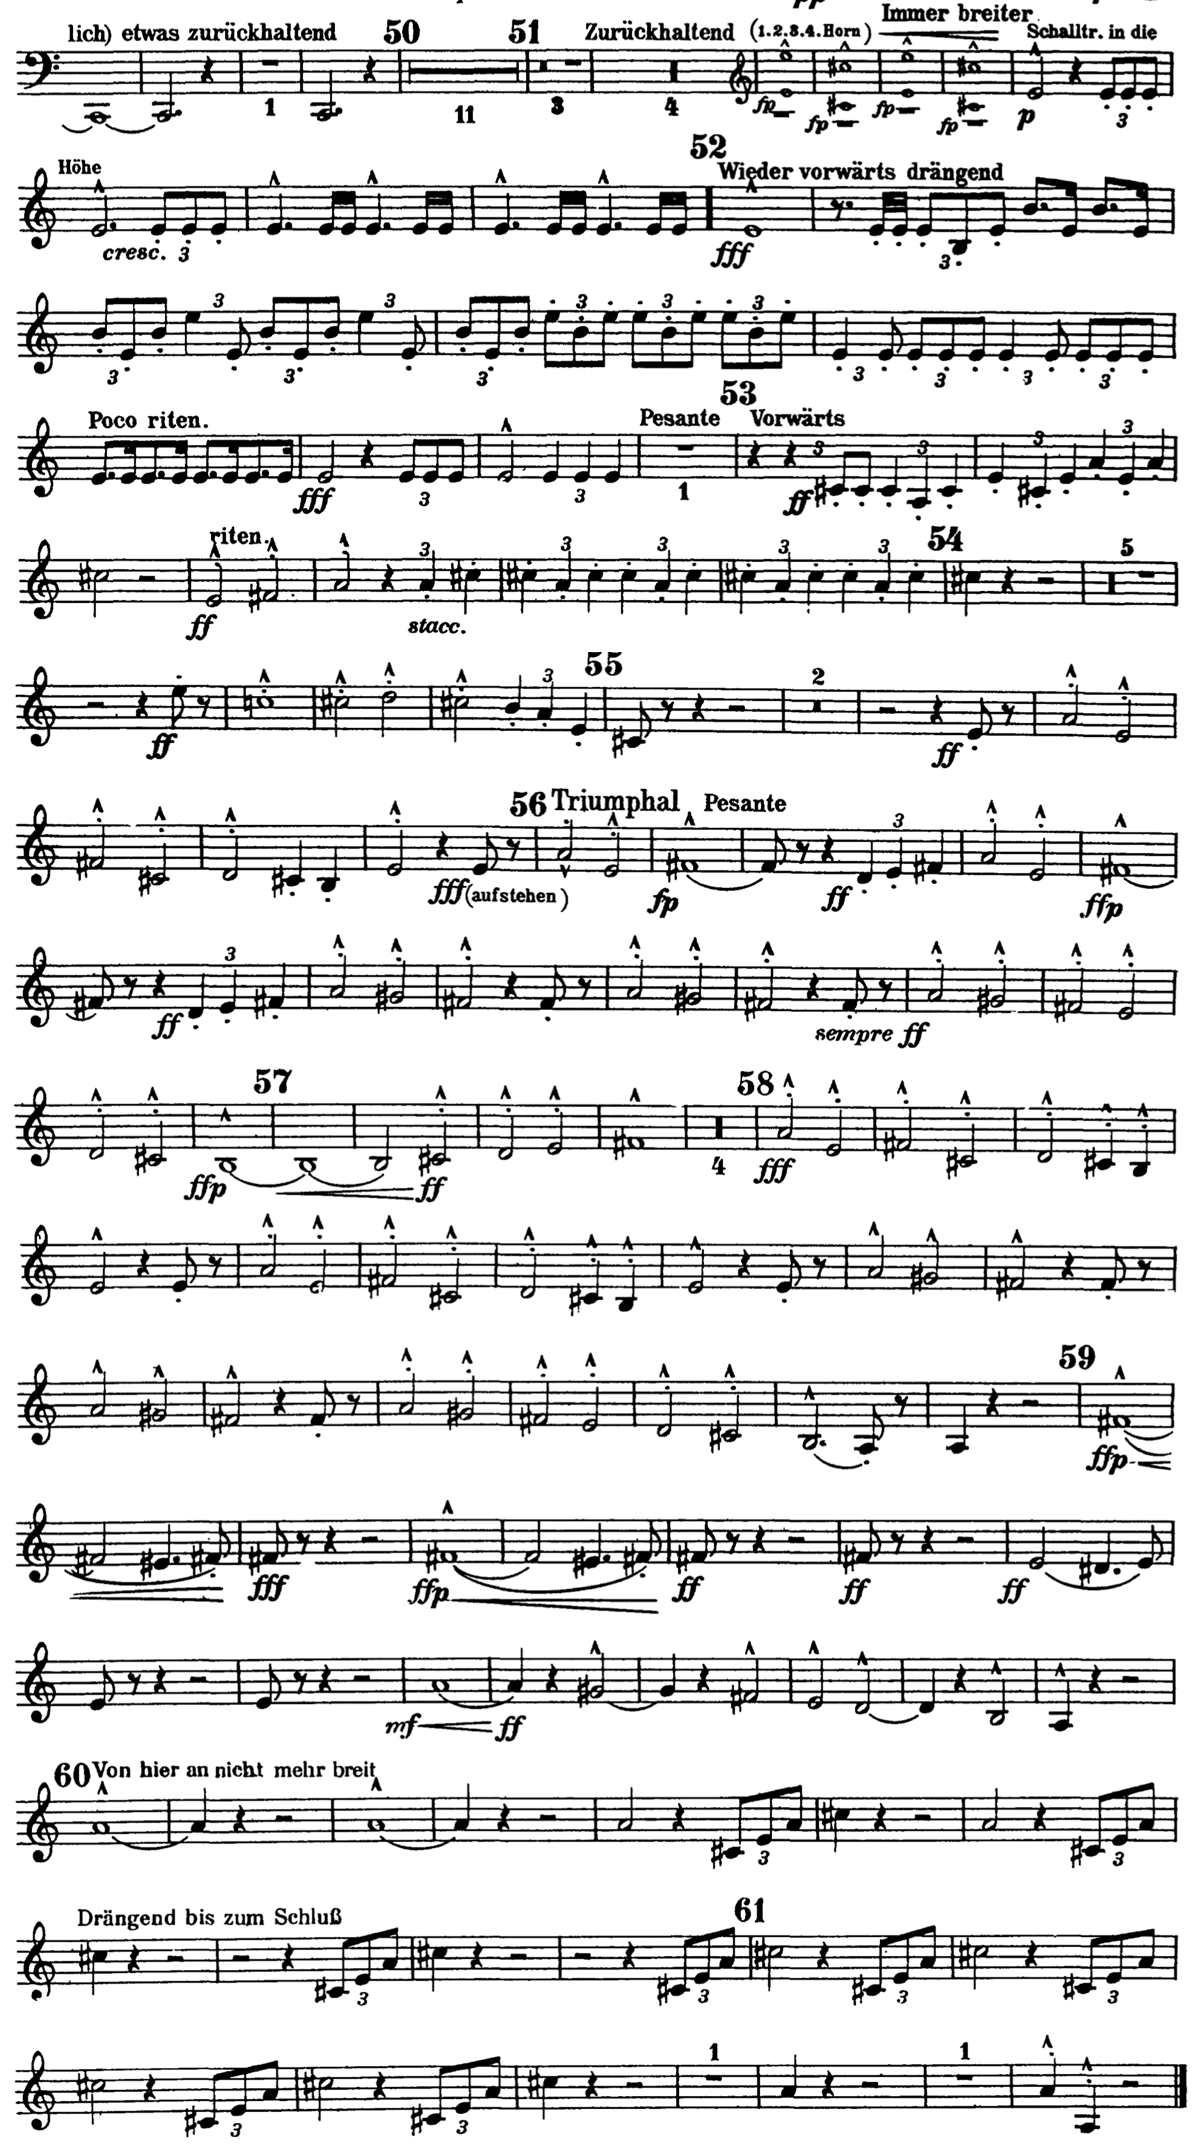 pp
Immer breiter
lich) etwas zurückhaltend 50 51 Zurückhaltend (1.2.3.4.Horn) Schalltr. in die
1 11 3 4 fp fp fp fp p 3
52
Höhe Wieder vorwärts drängend
cresc. 3 fff 3
3 3 3 3 3
3 3 3 3 3 3
53
Poco riten. Pesante Vorwärts
3 3 3 3
fff 3 3 1 ff
riten. 54
3 3 3 3 3 5
ff stacc.
55
3 2
ff ff
56 Triumphal Pesante
3
fff (aufstehen) fp ff ffp
3
ff sempre ff
57 58
ffp ff 4 fff
59
ffp
fff ffp ff ff ff
mf ff
60 Von hier an nicht mehr breit
3 3
Drängend bis zum Schluß 61
3 3 3 3
1 1
3 3